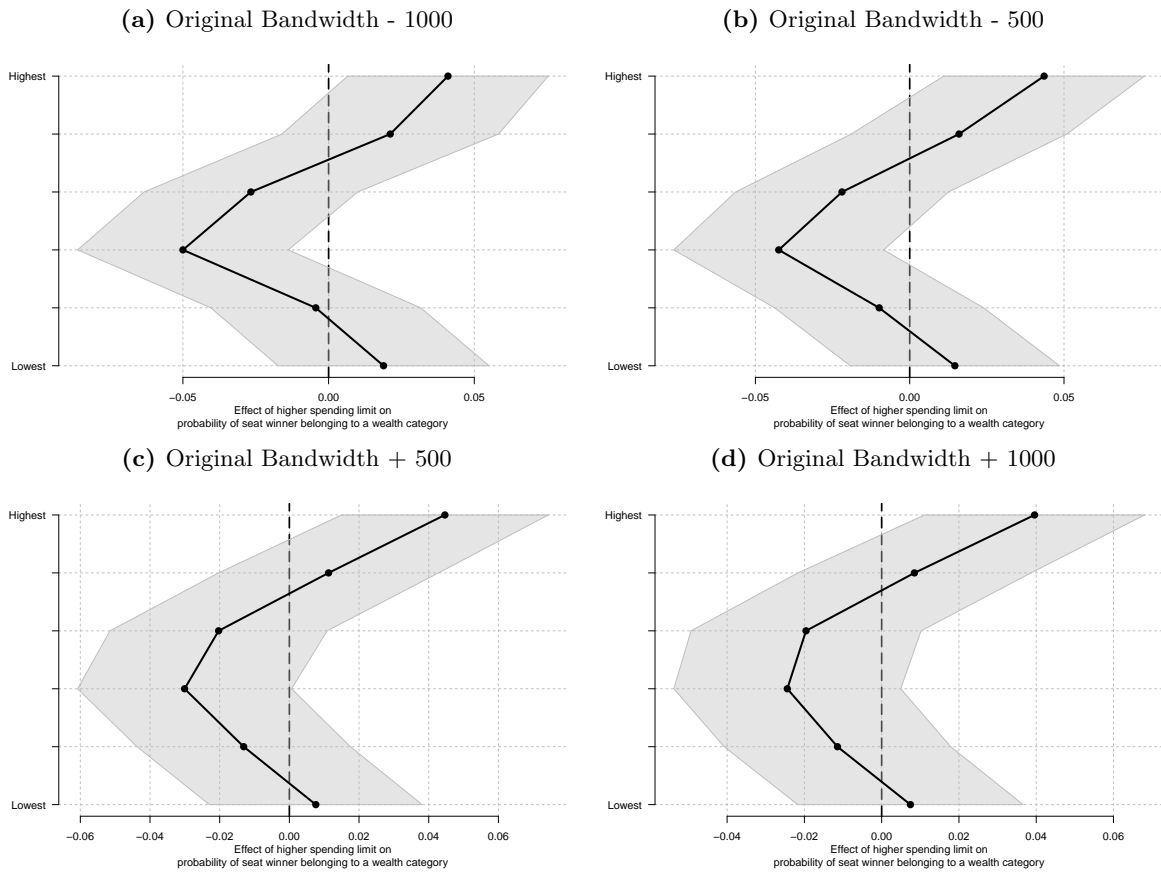 (a) Original Bandwidth - 1000
Highest
Lowest
−0.05 0.00 0.05
Effect of higher spending limit on
probability of seat winner belonging to a wealth category
(b) Original Bandwidth - 500
Highest
Lowest
−0.05 0.00 0.05
Effect of higher spending limit on
probability of seat winner belonging to a wealth category
(c) Original Bandwidth + 500
Highest
Lowest
−0.06 −0.04 −0.02 0.00 0.02 0.04 0.06
Effect of higher spending limit on
probability of seat winner belonging to a wealth category
(d) Original Bandwidth + 1000
Highest
Lowest
−0.04 −0.02 0.00 0.02 0.04 0.06
Effect of higher spending limit on
probability of seat winner belonging to a wealth category